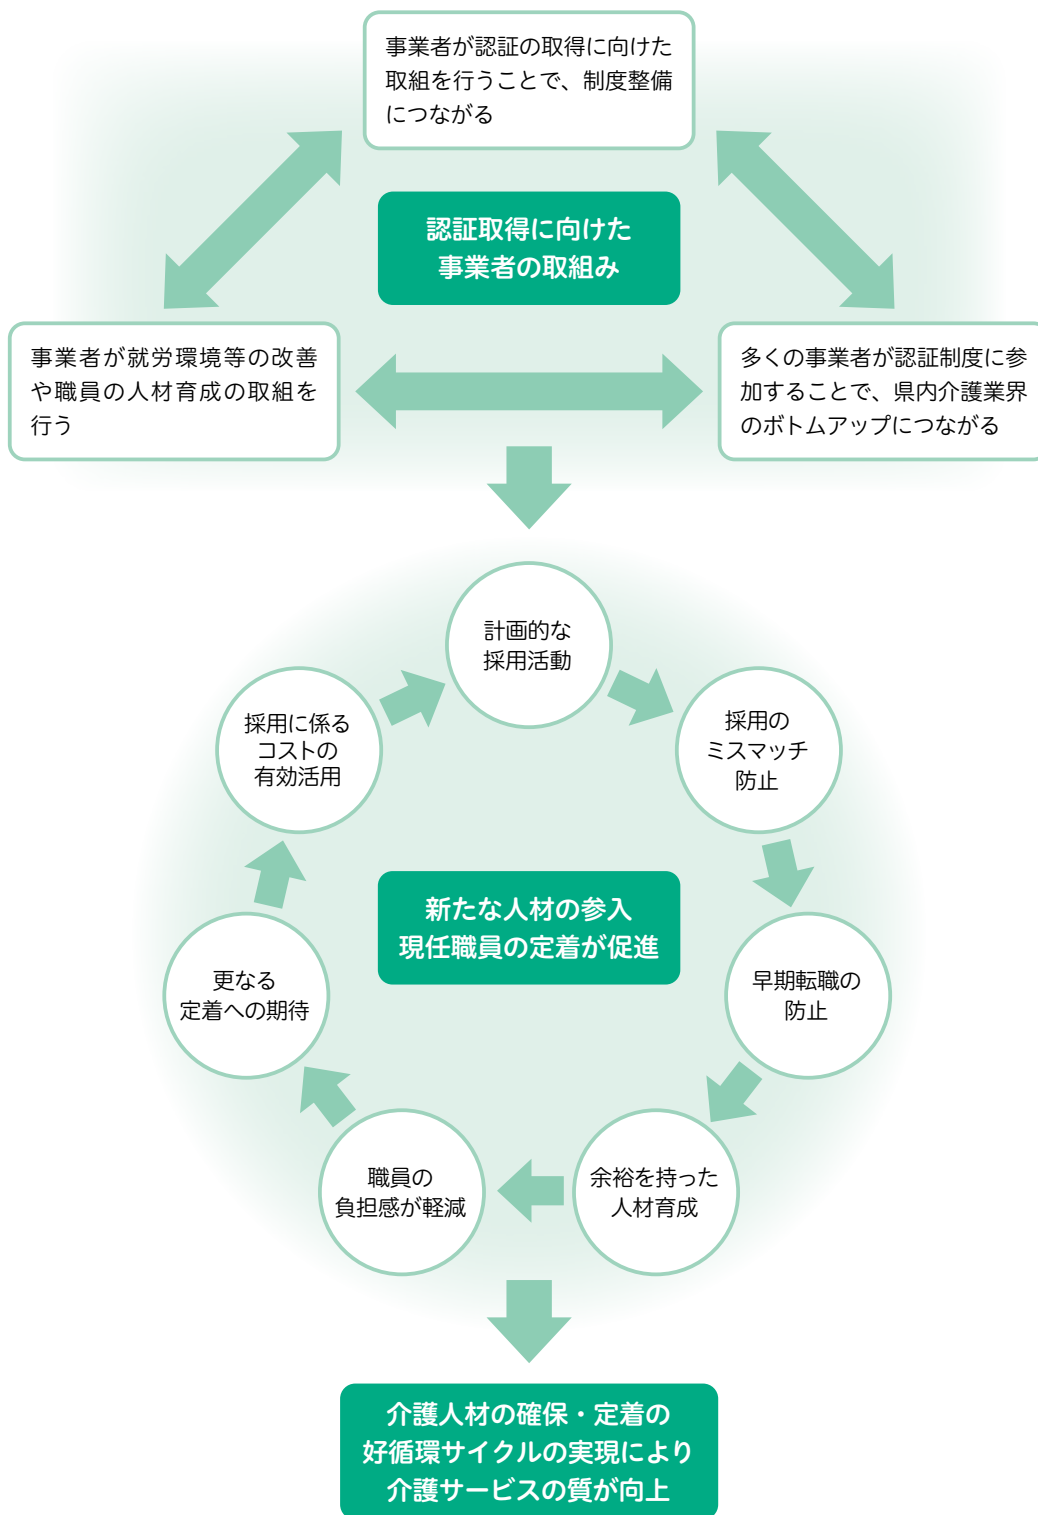 事業者が認証の取得に向けた
取組を行うことで、制度整備
につながる
認証取得に向けた
事業者の取組み
事業者が就労環境等の改善
や職員の人材育成の取組を
行う
多くの事業者が認証制度に参
加することで、県内介護業界
のボトムアップにつながる
計画的な
採用活動
採用に係る
コストの
有効活用
採用の
ミスマッチ
防止
新たな人材の参入
現任職員の定着が促進
更なる
定着への期待
早期転職の
防止
職員の
負担感が軽減
余裕を持った
人材育成
介護人材の確保・定着の
好循環サイクルの実現により
介護サービスの質が向上